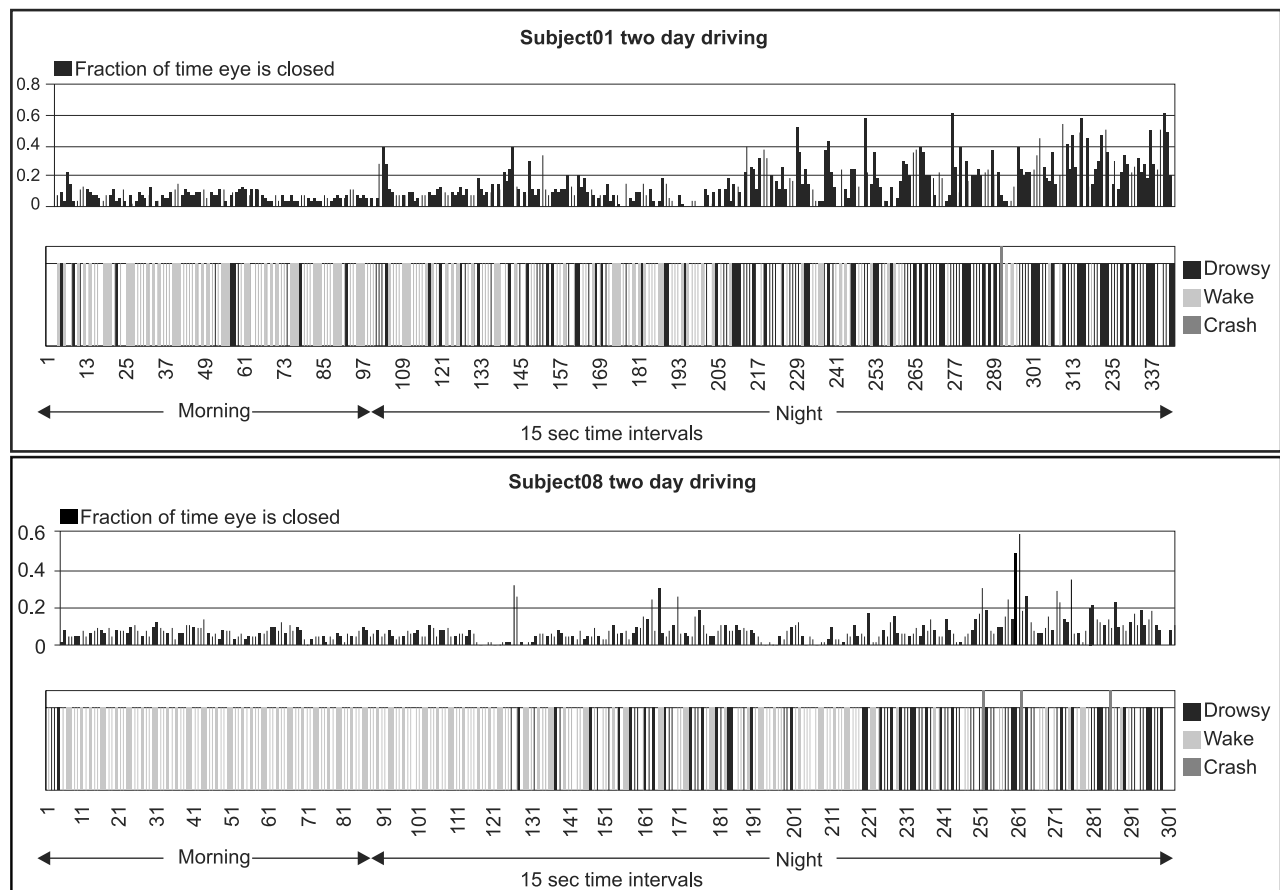 Subject01 two day driving
Fraction of time eye is closed
0.8
0.6
0.4
0.2
0
Drowsy
Wake
Crash
1 13 25 37 49 61 73 85 97 109 121 133 145 157 169 181 193 205 217 229 241 253 265 277 289 301 313 235 337
Morning Night
15 sec time intervals
Subject08 two day driving
Fraction of time eye is closed
0.6
0.4
0.2
0
Drowsy
Wake
Crash
1 11 21 31 41 51 61 71 81 91 101 111 121 131 141 151 161 171 181 191 201 211 221 231 241 251 261 271 281 291 301
Morning Night
15 sec time intervals